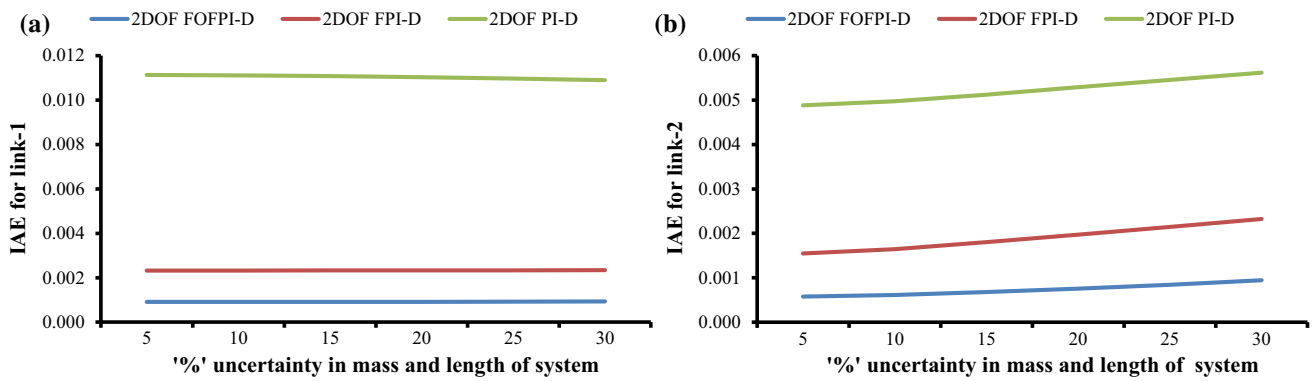 (a)
2DOF FOFPI-D 2DOF FPI-D 2DOF PI-D
0.012
0.010
0.008
0.006
0.004
0.002
0.000
IAE for link-1
5 10 15 20 25 30
'%' uncertainty in mass and length of system
(b)
2DOF FOFPI-D 2DOF FPI-D 2DOF PI-D
0.006
0.005
0.004
0.003
0.002
0.001
0.000
IAE for link-2
5 10 15 20 25 30
'%' uncertainty in mass and length of system